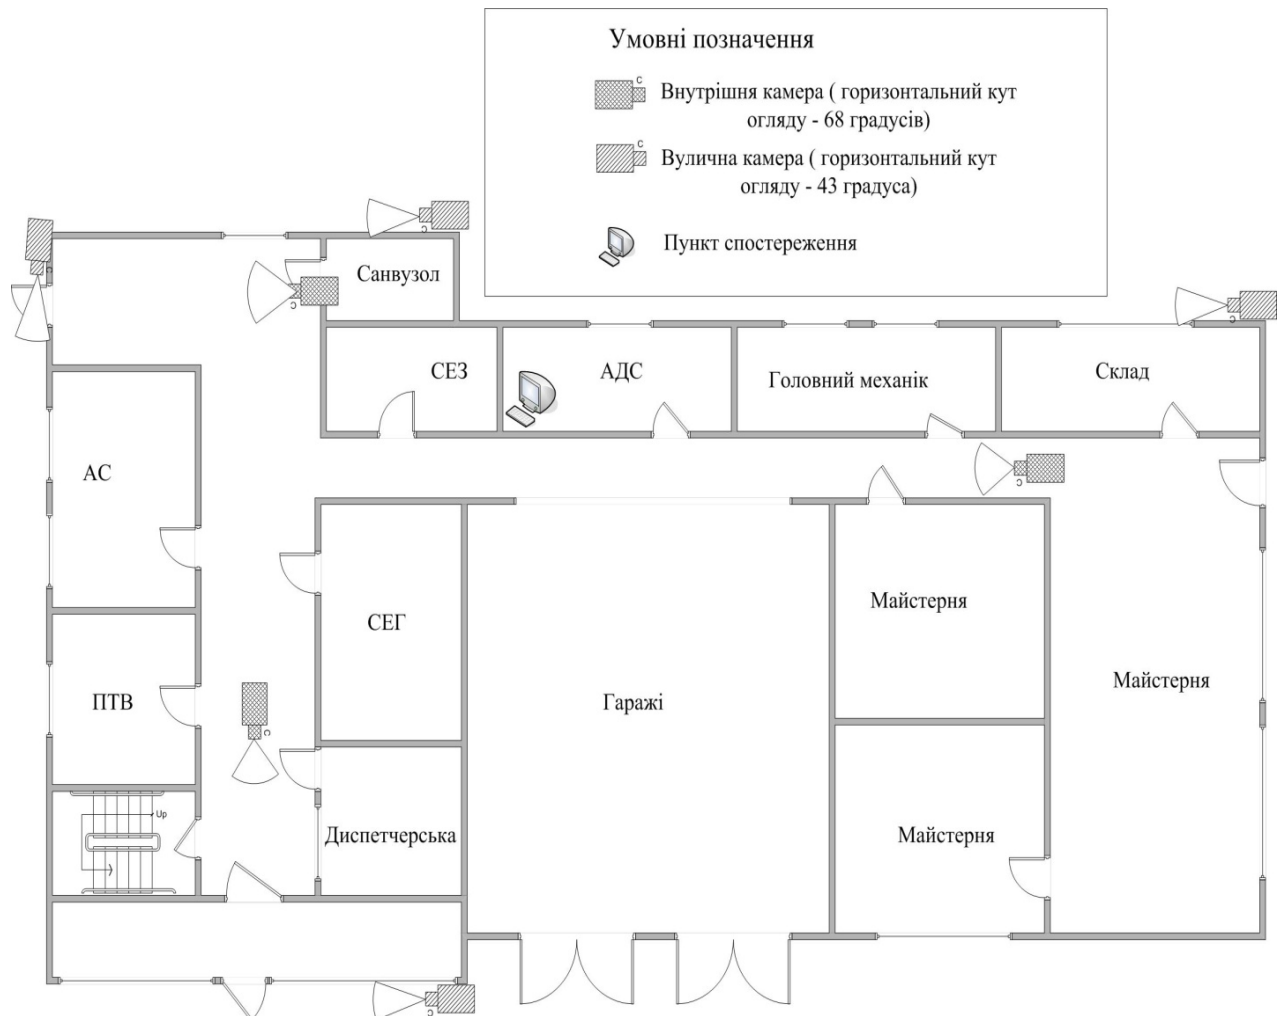 Умовні позначення
С
Внутрішня камера ( горизонтальний кут
огляду - 68 градусів)
С
Вулична камера ( горизонтальний кут
огляду - 43 градуса)
Пункт спостереження
С
С
Санвузол
С
С
СЕЗ
АДС
Головний механік
Склад
АС
С
СЕГ
Майстерня
ПТВ
Гаражі
Майстерня
С
Up
Диспетчерська
Майстерня
С